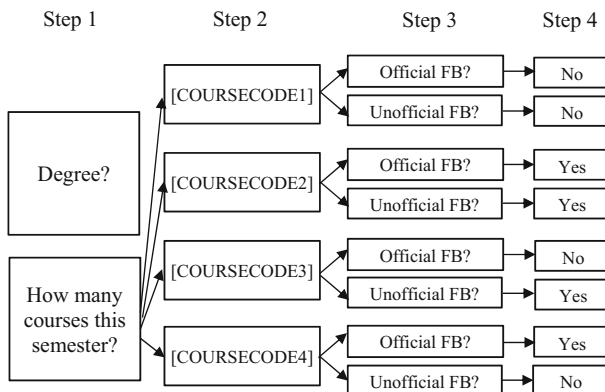 Step 1 Step 2 Step 3 Step 4
Degree?
How many
courses this
semester?
[COURSECODE1]
Official FB? No
Unofficial FB? No
[COURSECODE2]
Official FB? Yes
Unofficial FB? Yes
[COURSECODE3]
Official FB? No
Unofficial FB? Yes
[COURSECODE4]
Official FB? Yes
Unofficial FB? No